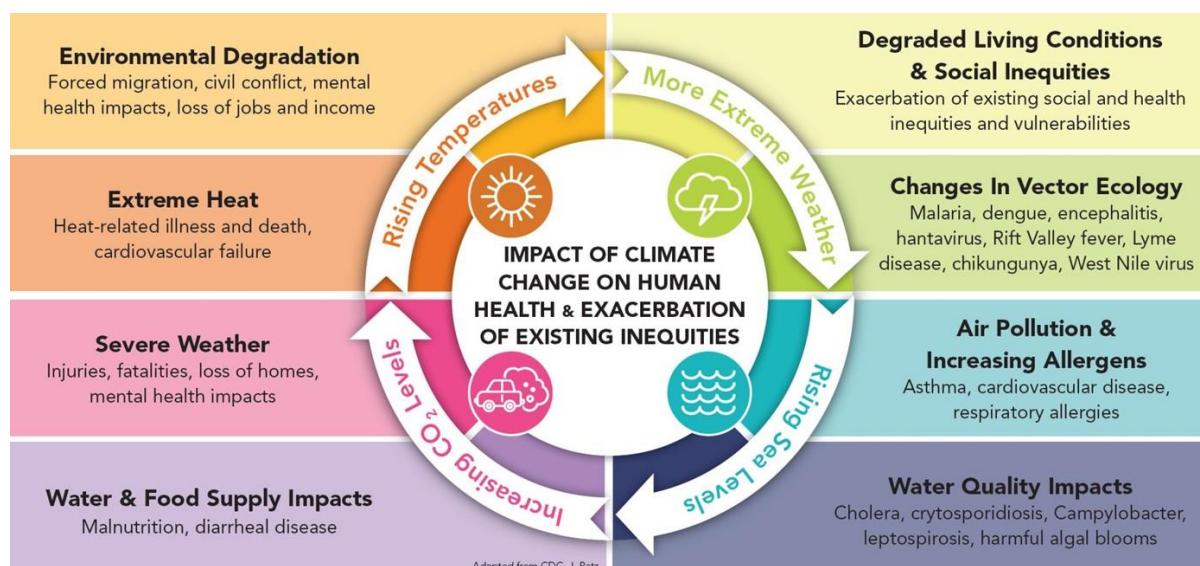 Environmental Degradation
Forced migration, civil conflict, mental
health impacts, loss of jobs and income
Extreme Heat
Heat-related illness and death,
cardiovascular failure
Severe Weather
Injuries, fatalities, loss of homes,
mental health impacts
Water & Food Supply Impacts
Malnutrition, diarrheal disease
Rising Temperatures
More Extreme Weather
Rising Sea Levels
Increasing CO₂ Levels
IMPACT OF CLIMATE
CHANGE ON HUMAN
HEALTH & EXACERBATION
OF EXISTING INEQUITIES
Degraded Living Conditions
& Social Inequities
Exacerbation of existing social and health
inequities and vulnerabilities
Changes In Vector Ecology
Malaria, dengue, encephalitis,
hantavirus, Rift Valley fever, Lyme
disease, chikungunya, West Nile virus
Air Pollution &
Increasing Allergens
Asthma, cardiovascular disease,
respiratory allergies
Water Quality Impacts
Cholera, crytosporidiosis, Campylobacter,
leptospirosis, harmful algal blooms
Adapted from CDC, J. Patz